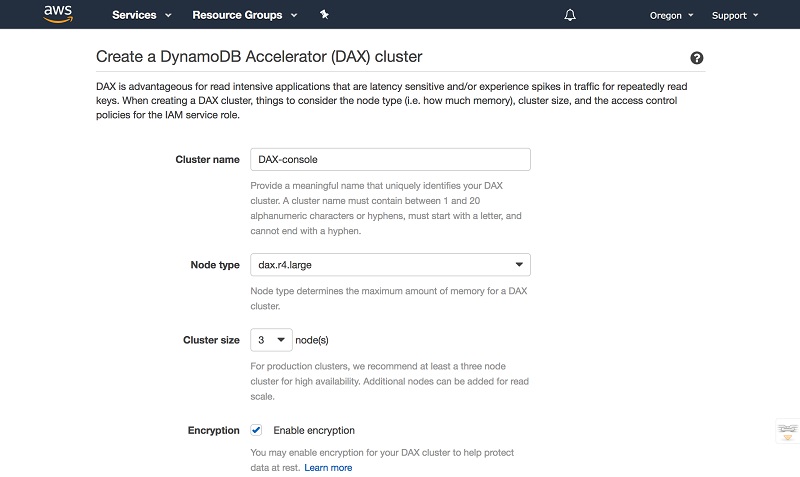 aws Services Resource Groups Oregon Support
Create a DynamoDB Accelerator (DAX) cluster
DAX is advantageous for read intensive applications that are latency sensitive and/or experience spikes in traffic for repeatedly read
keys. When creating a DAX cluster, things to consider the node type (i.e. how much memory), cluster size, and the access control
policies for the IAM service role.
Cluster name DAX-console
Provide a meaningful name that uniquely identifies your DAX
cluster. A cluster name must contain between 1 and 20
alphanumeric characters or hyphens, must start with a letter, and
cannot end with a hyphen.
Node type dax.r4.large
Node type determines the maximum amount of memory for a DAX
cluster.
Cluster size 3 node(s)
For production clusters, we recommend at least a three node
cluster for high availability. Additional nodes can be added for read
scale.
Encryption Enable encryption
You may enable encryption for your DAX cluster to help protect
data at rest. Learn more